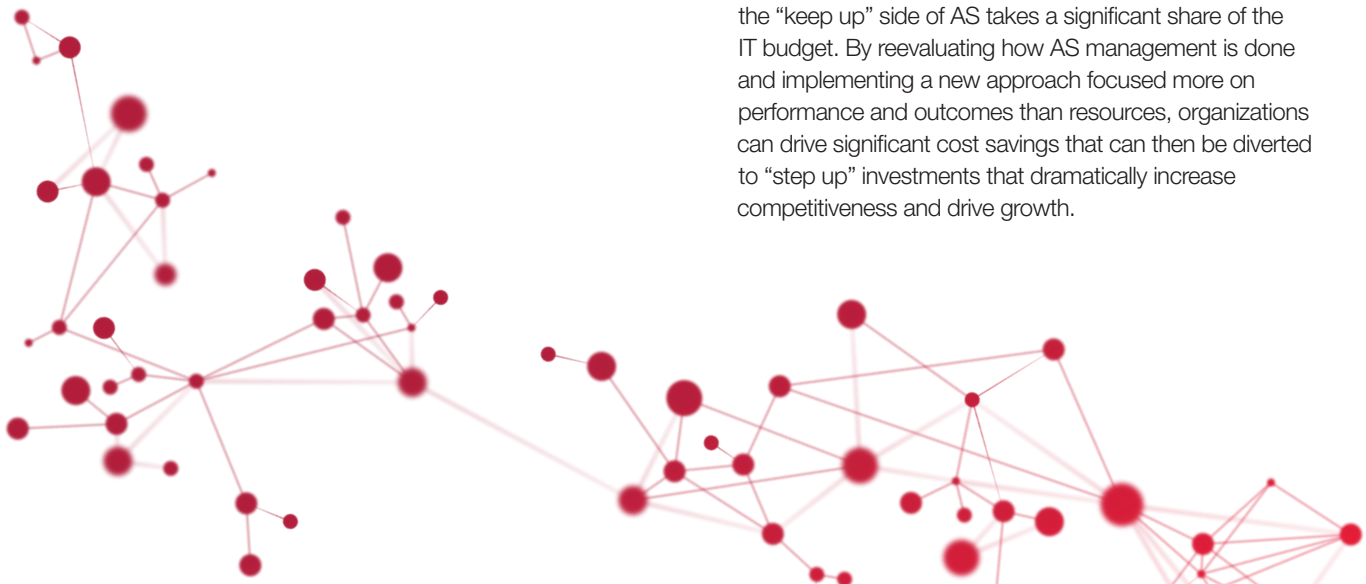 the “keep up” side of AS takes a significant share of the
IT budget. By reevaluating how AS management is done
and implementing a new approach focused more on
performance and outcomes than resources, organizations
can drive significant cost savings that can then be diverted
to “step up” investments that dramatically increase
competitiveness and drive growth.